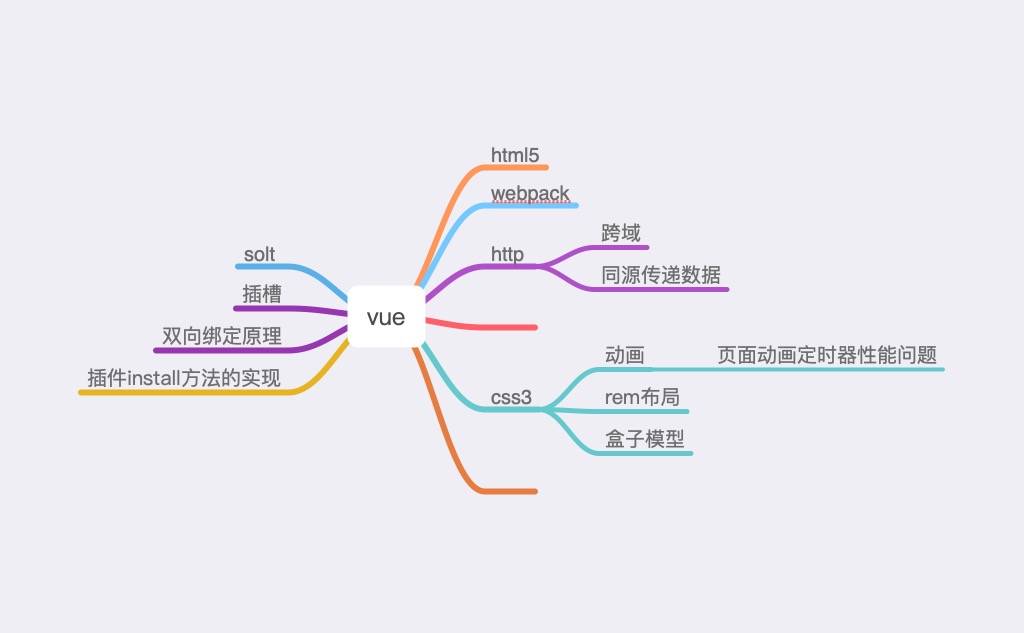 vue
html5
webpack
http
跨域
同源传递数据
css3
动画
页面动画定时器性能问题
rem布局
盒子模型
solt
插槽
双向绑定原理
插件install方法的实现